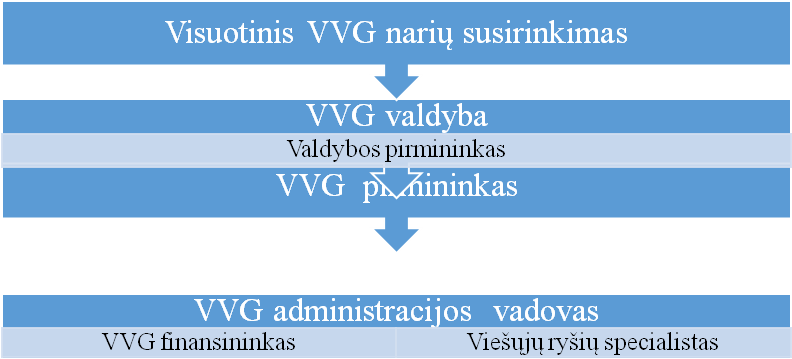 Visuotinis VVG narių susirinkimas
VVG valdyba
Valdybos pirmininkas
VVG pirmininkas
VVG administracijos vadovas
VVG finansininkas
Viešųjų ryšių specialistas